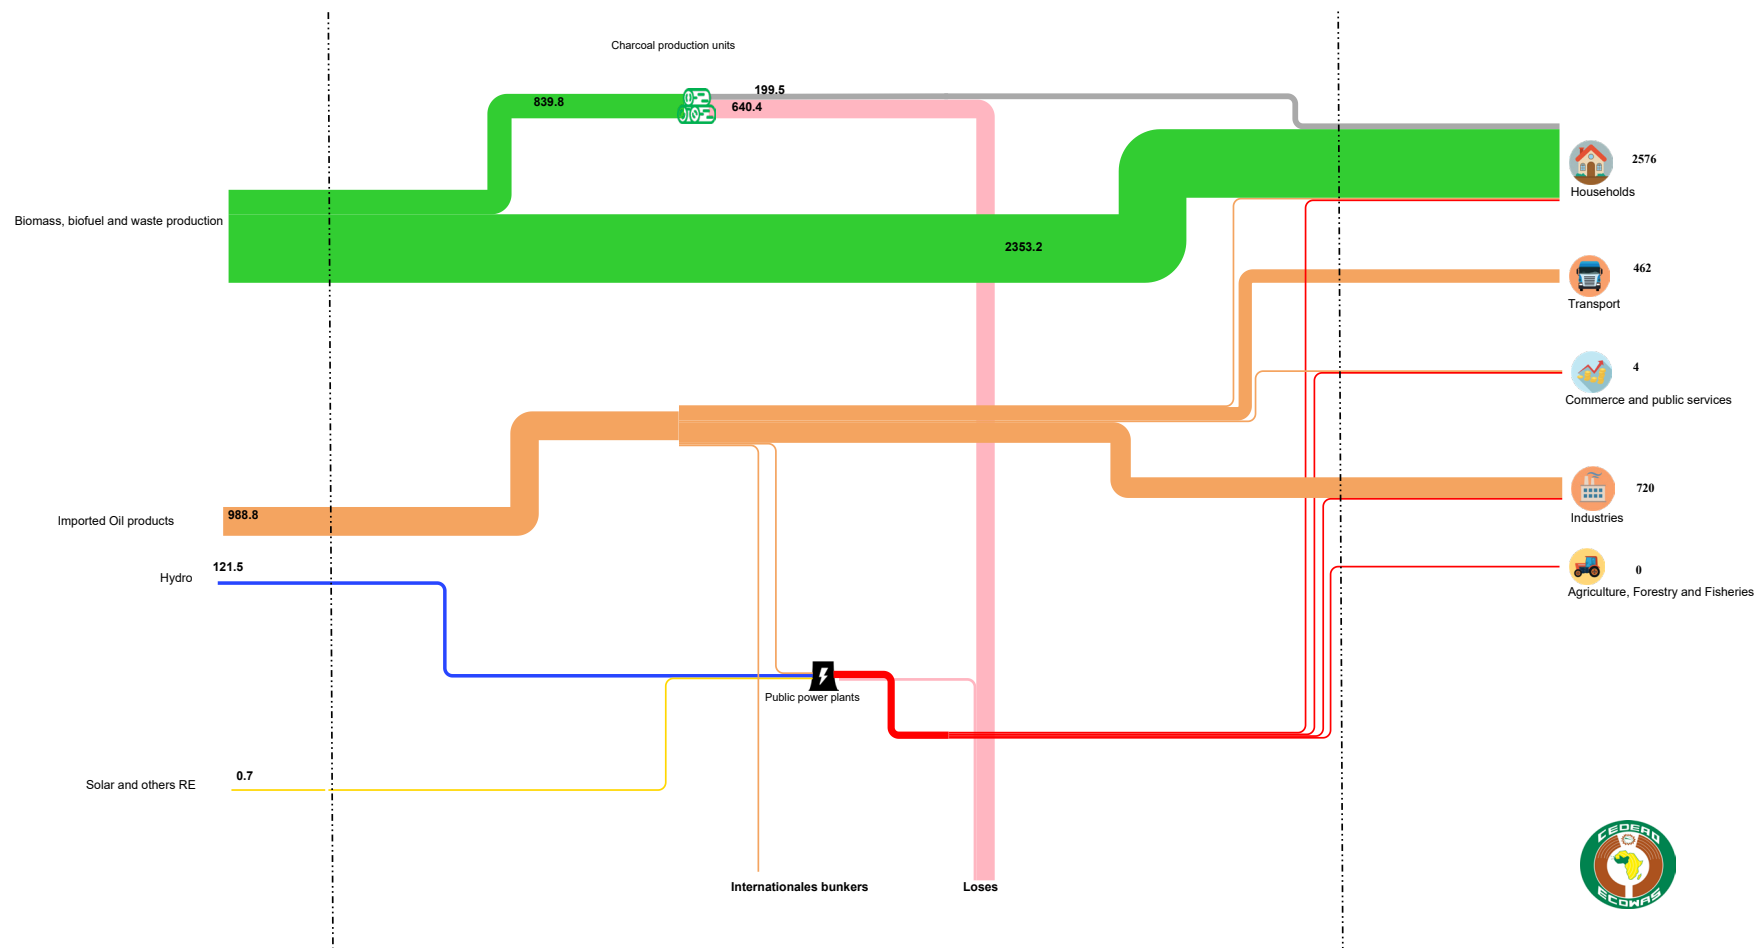 Charcoal production units
199.5
839.8
640.4
2576
Households
Biomass, biofuel and waste production
2353.2
462
Transport
4
Commerce and public services
720
Industries
988.8
Imported Oil products
121.5
Hydro
0
Agriculture, Forestry and Fisheries
Public power plants
0.7
Solar and others RE
CEDEAO
ECOWAS
Internationales bunkers
Loses